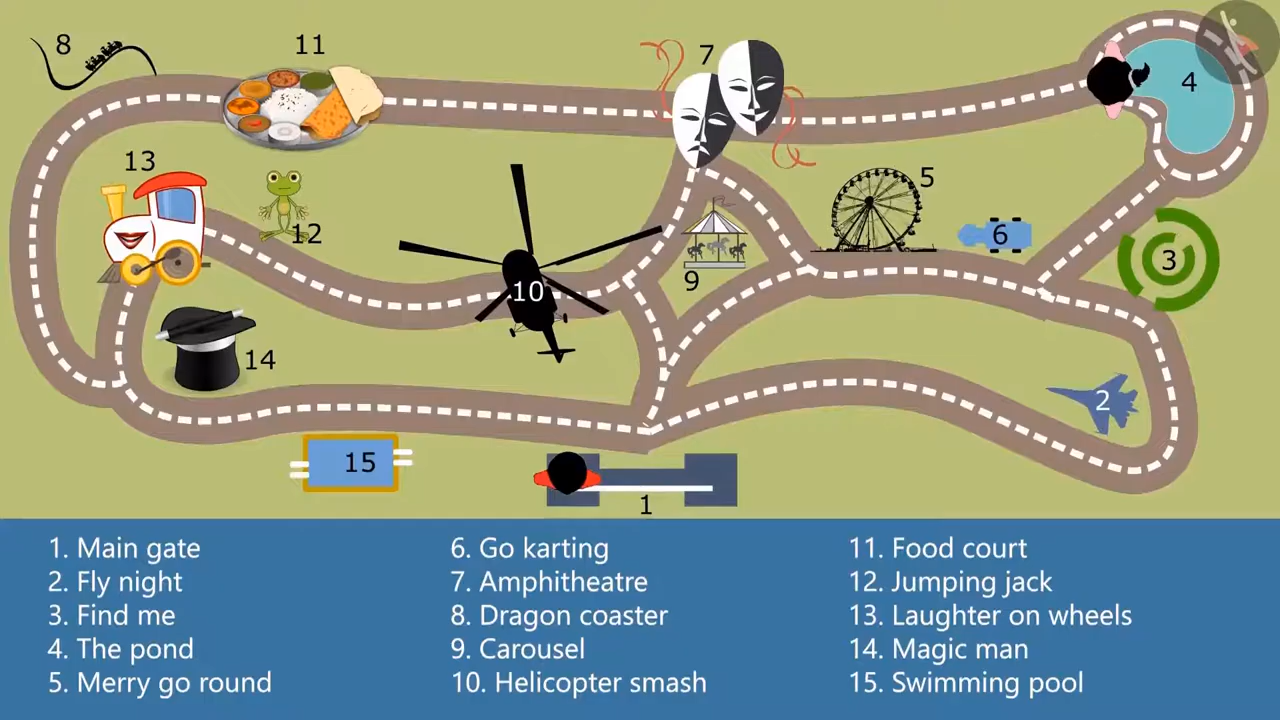 8
11
7
4
13
5
12
6
3
9
10
14
2
15
1
1. Main gate
2. Fly night
3. Find me
4. The pond
5. Merry go round
6. Go karting
7. Amphitheatre
8. Dragon coaster
9. Carousel
10. Helicopter smash
11. Food court
12. Jumping jack
13. Laughter on wheels
14. Magic man
15. Swimming pool